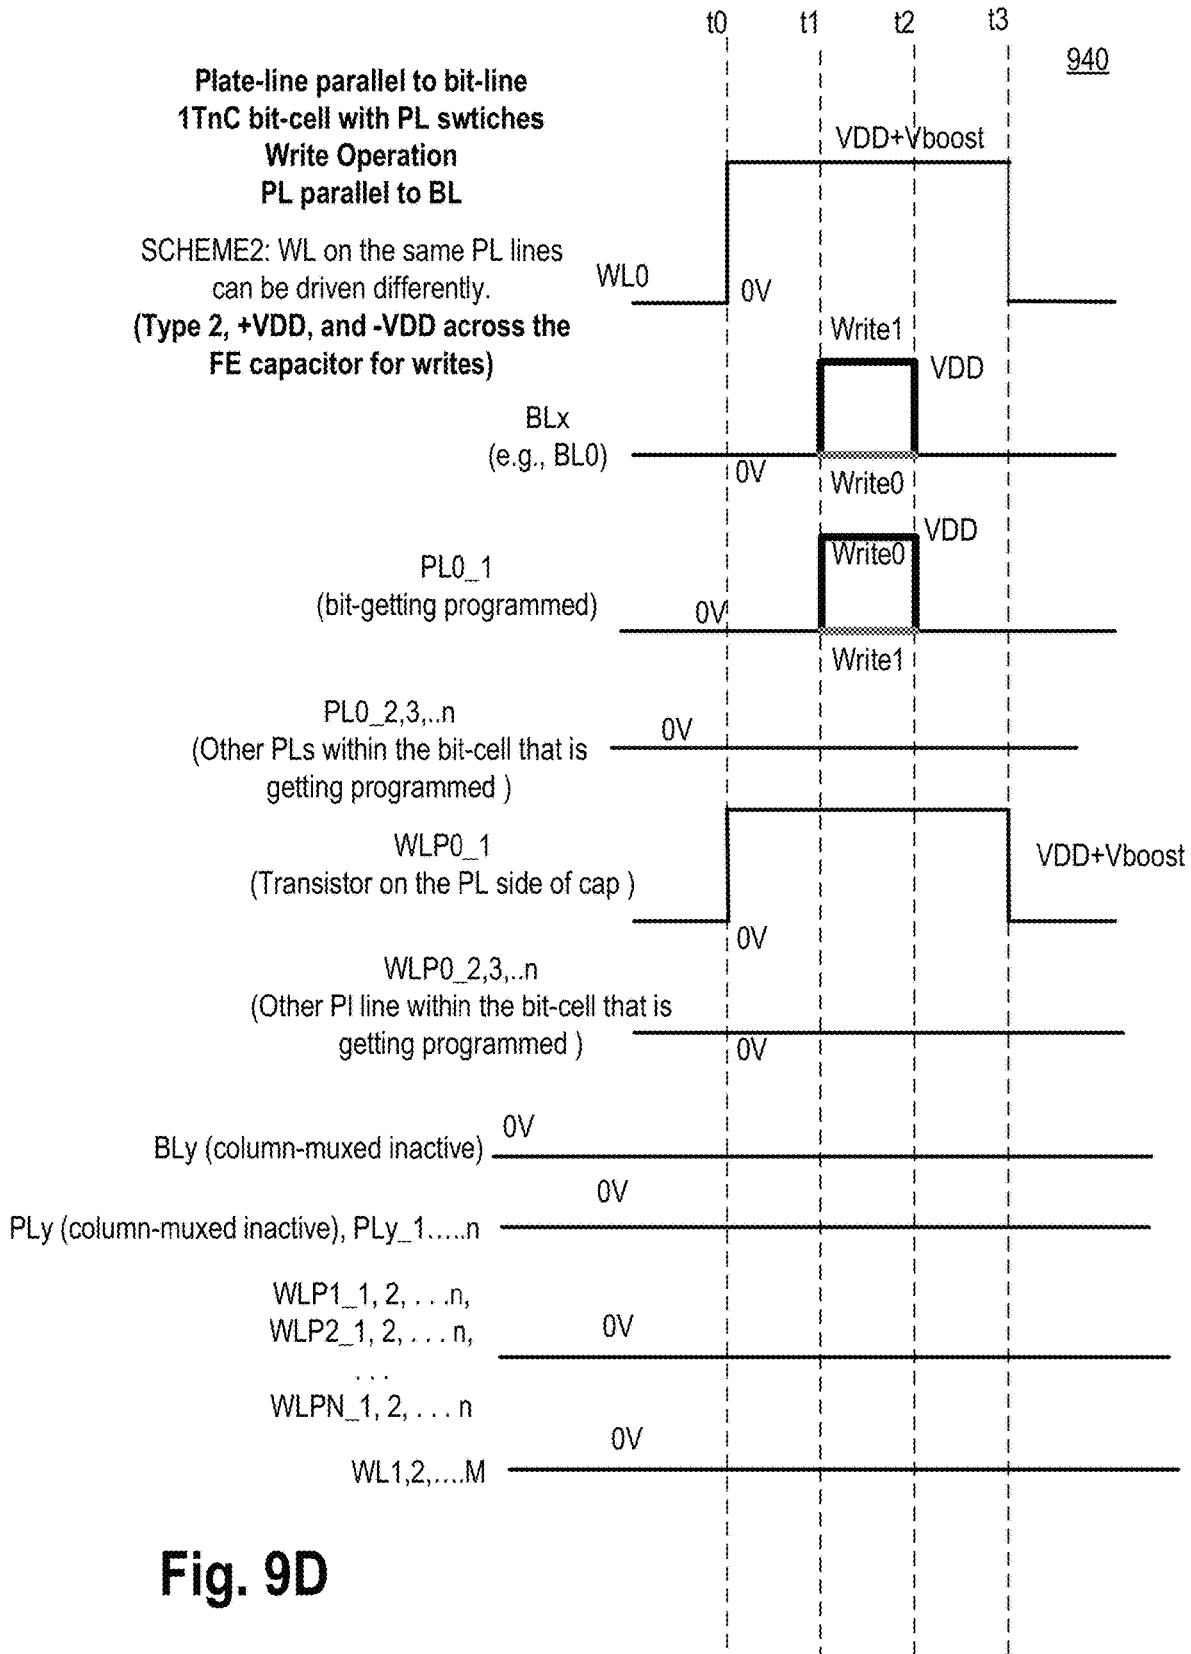 t0 t1 t2 t3
940
Plate-line parallel to bit-line
1TnC bit-cell with PL swtiches
Write Operation
PL parallel to BL
VDD+Vboost
SCHEME2: WL on the same PL lines
can be driven differently.
(Type 2, +VDD, and -VDD across the
FE capacitor for writes)
WL0
0V
Write1
VDD
BLx
(e.g., BL0)
0V
Write0
VDD
Write0
PL0_1
(bit-getting programmed)
0V
Write1
PL0_2,3,..n
(Other PLs within the bit-cell that is
getting programmed )
0V
WLP0_1
(Transistor on the PL side of cap )
VDD+Vboost
0V
WLP0_2,3,..n
(Other Pl line within the bit-cell that is
getting programmed )
0V
0V
BLy (column-muxed inactive)
0V
PLy (column-muxed inactive), PLy_1.....n
WLP1_1, 2, . . .n,
WLP2_1, 2, . . . n,
. . .
WLPN_1, 2, . . . n
0V
0V
WL1,2,....M
Fig. 9D